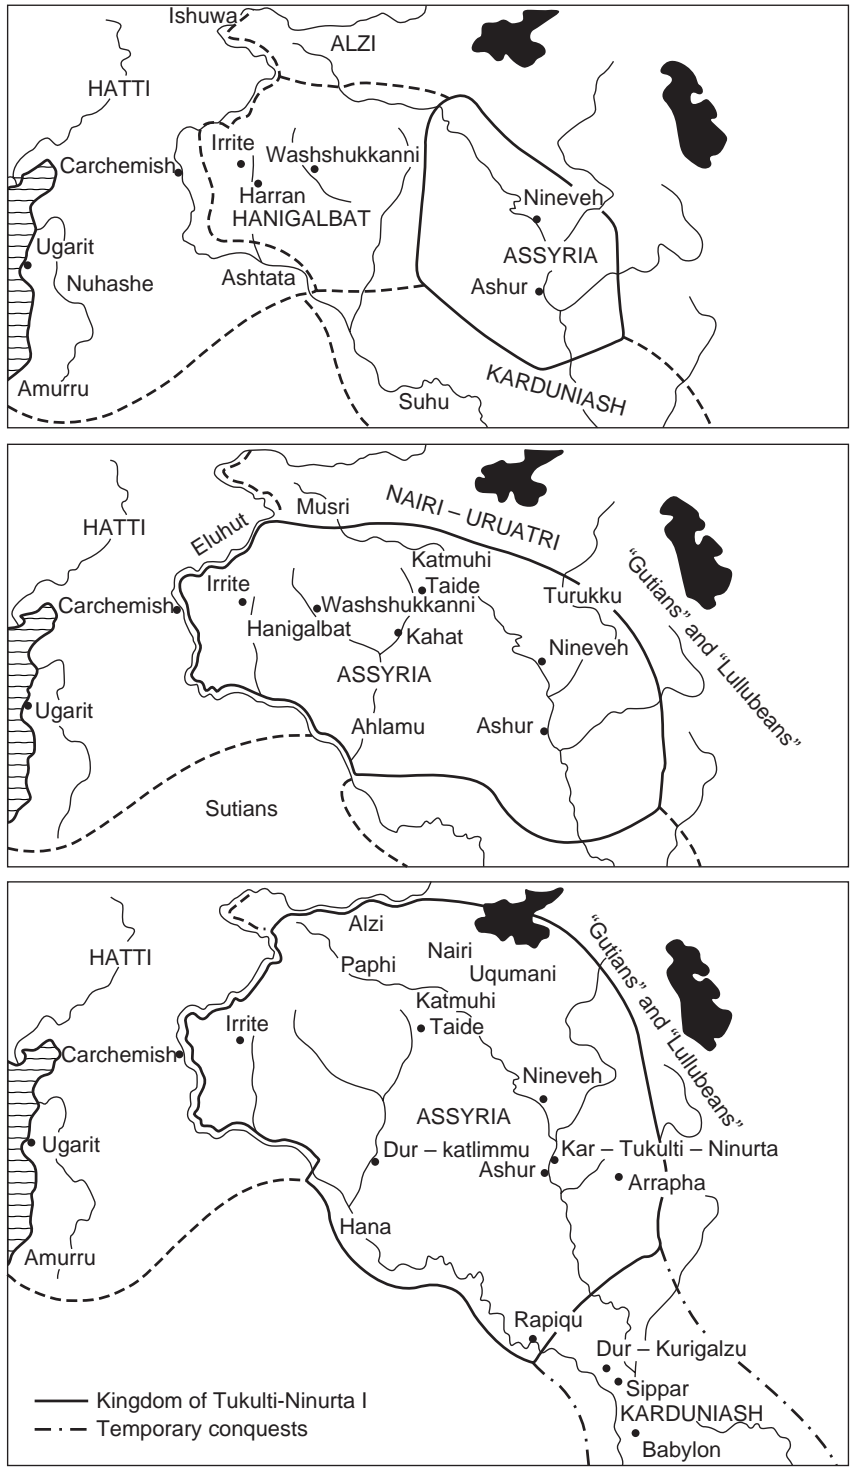 Ishuwa
ALZI
HATTI
Irrite
Washshukkanni
Carchemish
Harran
Nineveh
HANIGALBAT
Ugarit
ASSYRIA
Ashtata
Nuhashe
Ashur
KARDUNIASH
Amurru
Suhu
NAIRI – URUATRI
Musri
HATTI
Eluhut
Katmuhi
"Gutians" and "Lullubeans"
Irrite
Taide
Turukku
Carchemish
Washshukkanni
Hanigalbat
Kahat
Nineveh
ASSYRIA
Ugarit
Ahlamu
Ashur
Sutians
Alzi
"Gutians" and "Lullubeans"
Nairi
HATTI
Paphi
Uqumani
Katmuhi
Irrite
Taide
Carchemish
Nineveh
ASSYRIA
Ugarit
Dur – katlimmu
Kar – Tukulti – Ninurta
Ashur
Arrapha
Hana
Amurru
Rapiqu
Dur – Kurigalzu
Sippar
Kingdom of Tukulti-Ninurta I
KARDUNIASH
Temporary conquests
Babylon